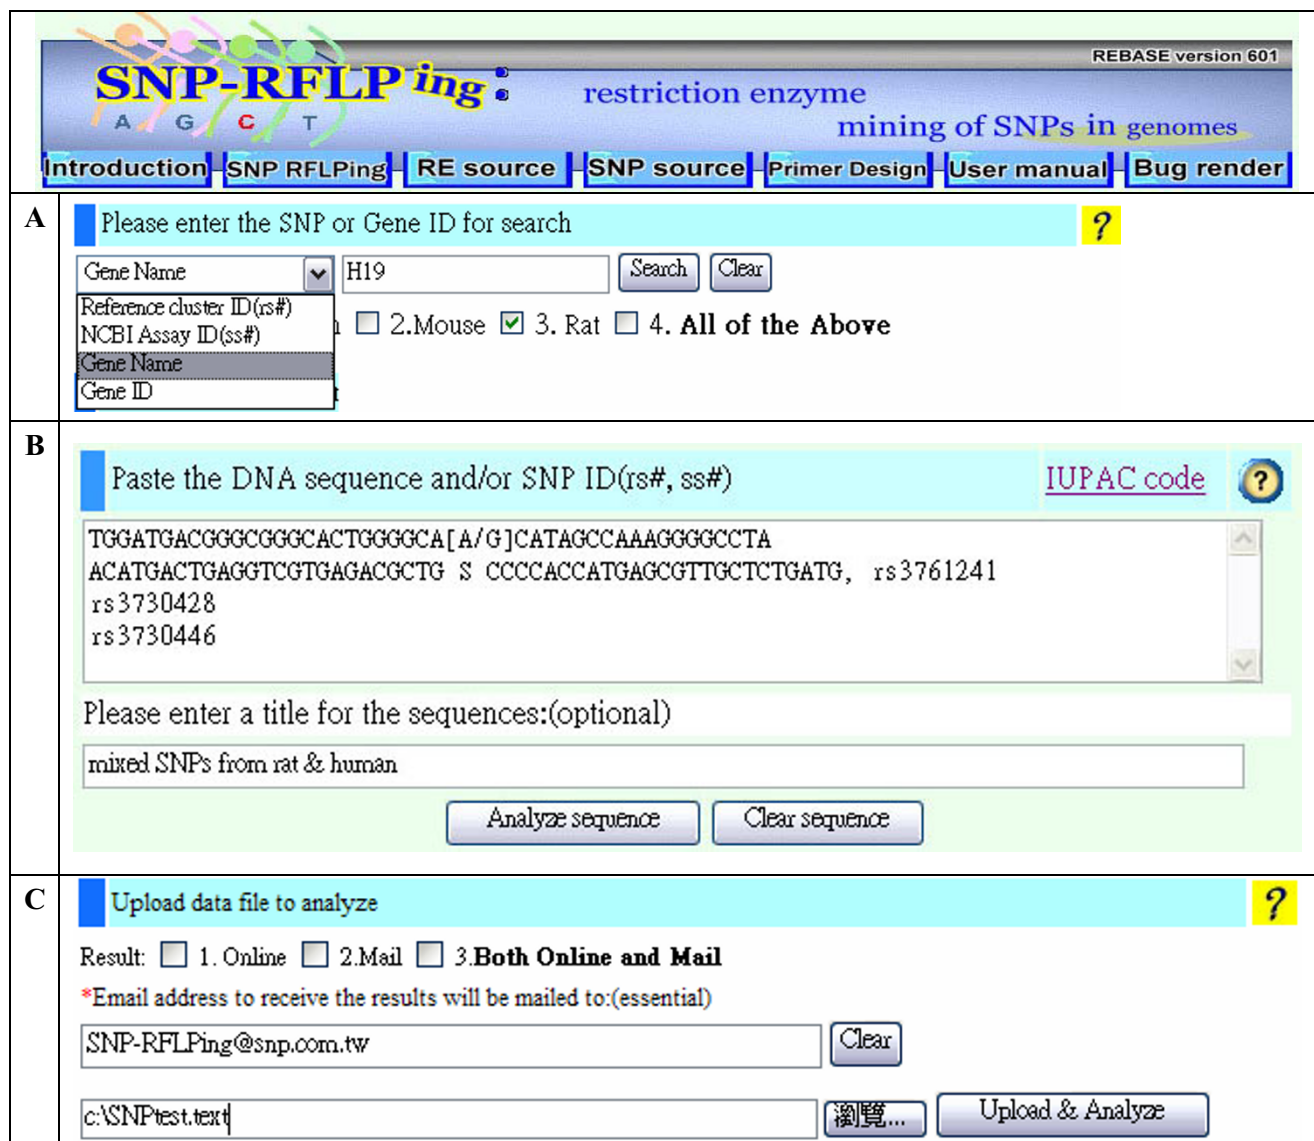 REBASE version 601
SNP-RFLPing:
restriction enzyme
A G C T
mining of SNPs in genomes
Introduction SNP RFLPing RE source SNP source Primer Design User manual Bug render
A
Please enter the SNP or Gene ID for search ?
Gene Name H19 Search Clear
Reference cluster ID(rs#)
2.Mouse 3. Rat 4. All of the Above
NCBI Assay ID(ss#)
Gene Name
Gene ID
B
Paste the DNA sequence and/or SNP ID(rs#, ss#) IUPAC code ?
TGGATGACGGGCGGGCACTGGGGCA[A/G]CATAGCCAAAGGGGCCTA
ACATGACTGAGGTCGTGAGACGCTG S CCCCACCATGAGCGTTGCTCTGATG, rs3761241
rs3730428
rs3730446
Please enter a title for the sequences:(optional)
mixed SNPs from rat & human
Analyze sequence Clear sequence
C
Upload data file to analyze ?
Result: 1. Online 2.Mail 3.Both Online and Mail
*Email address to receive the results will be mailed to:(essential)
SNP-RFLPing@snp.com.tw Clear
c:\SNPtest.text 瀏覽... Upload & Analyze